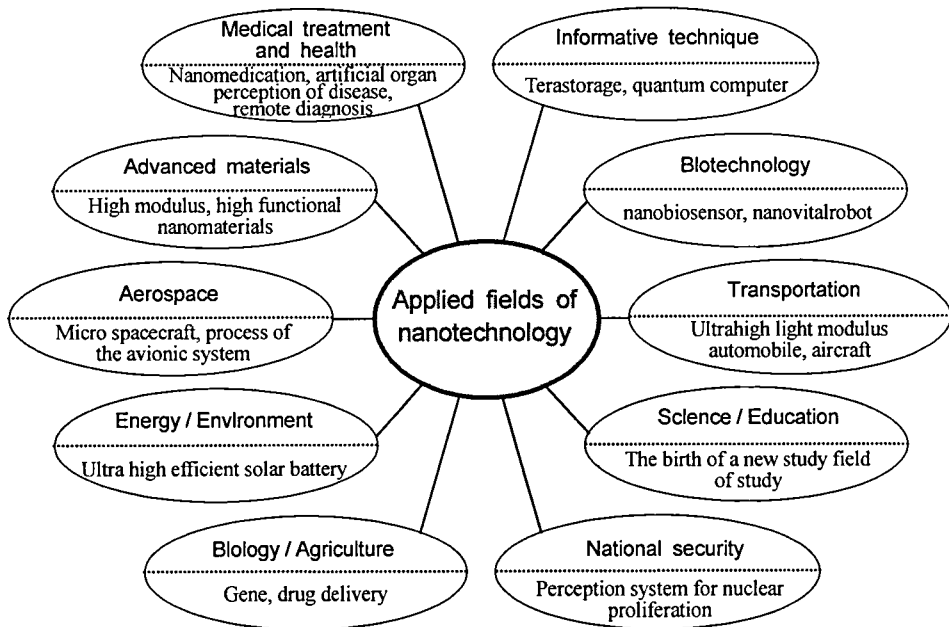 Medical treatment
and health
Nanomedication, artificial organ
perception of disease,
remote diagnosis
Informative technique
Terastorage, quantum computer
Advanced materials
High modulus, high functional
nanomaterials
Biotechnology
nanobiosensor, nanovitalrobot
Applied fields of
nanotechnology
Aerospace
Micro spacecraft, process of
the avionic system
Transportation
Ultrahigh light modulus
automobile, aircraft
Energy / Environment
Ultra high efficient solar battery
Science / Education
The birth of a new study field
of study
Biology / Agriculture
Gene, drug delivery
National security
Perception system for nuclear
proliferation